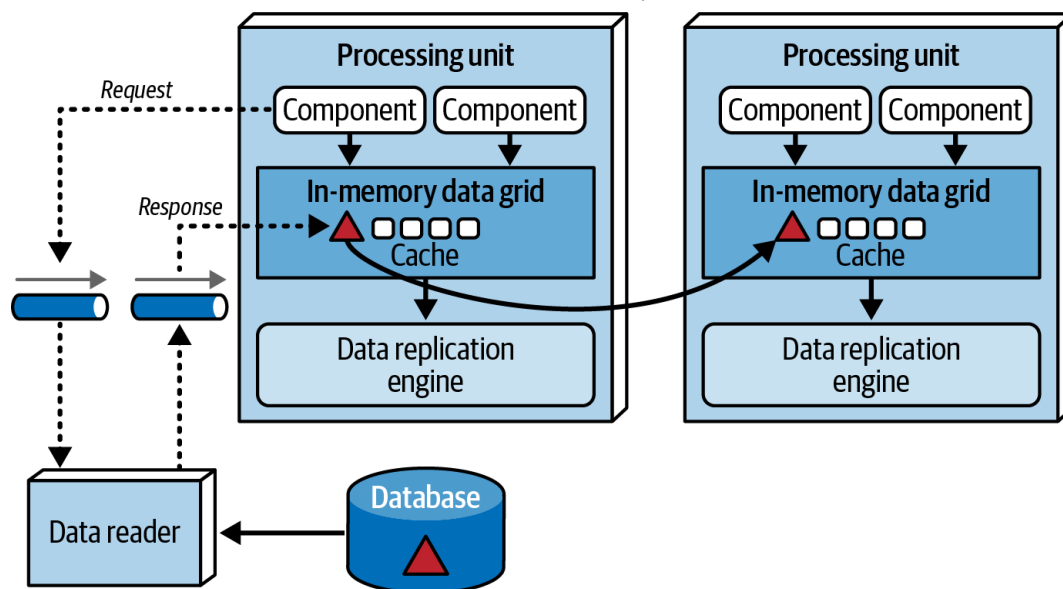 Processing unit
Component
Component
In-memory data grid
Cache
Data replication
engine
Processing unit
Component
Component
In-memory data grid
Cache
Data replication
engine
Request
Response
Data reader
Database